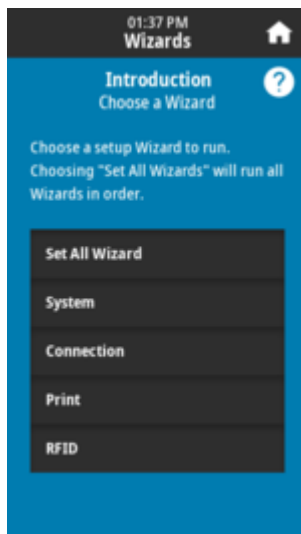 01:37 PM
Wizards
Introduction
?
Choose a Wizard
Choose a setup Wizard to run.
Choosing "Set All Wizards" will run all
Wizards in order.
Set All Wizard
System
Connection
Print
RFID